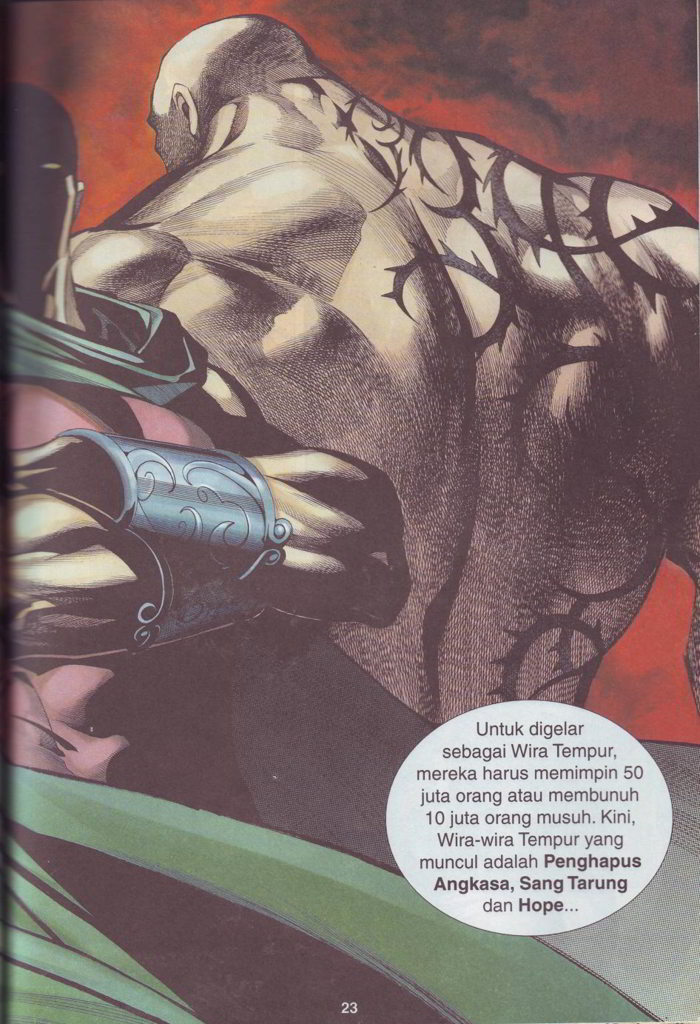 Untuk digelar
sebagai Wira Tempur,
mereka harus memimpin 50
juta orang atau membunuh
10 juta orang musuh. Kini,
Wira-wira Tempur yang
muncul adalah Penghapus
Angkasa, Sang Tarung
dan Hope...
23